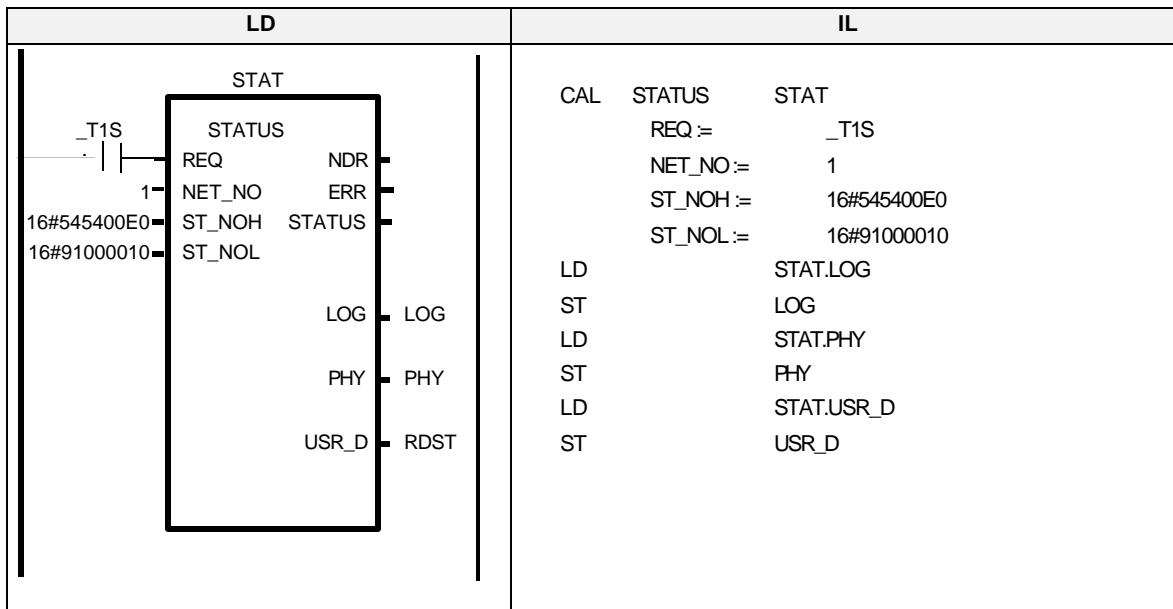 LD
IL
STAT
STATUS
_T1S
REQ NDR
1 NET_NO ERR
16#545400E0 ST_NOH STATUS
16#91000010 ST_NOL
LOG LOG
PHY PHY
USR_D RDST
CAL STATUS STAT
REQ := _T1S
NET_NO := 1
ST_NOH := 16#545400E0
ST_NOL := 16#91000010
LD STAT.LOG
ST LOG
LD STAT.PHY
ST PHY
LD STAT.USR_D
ST USR_D